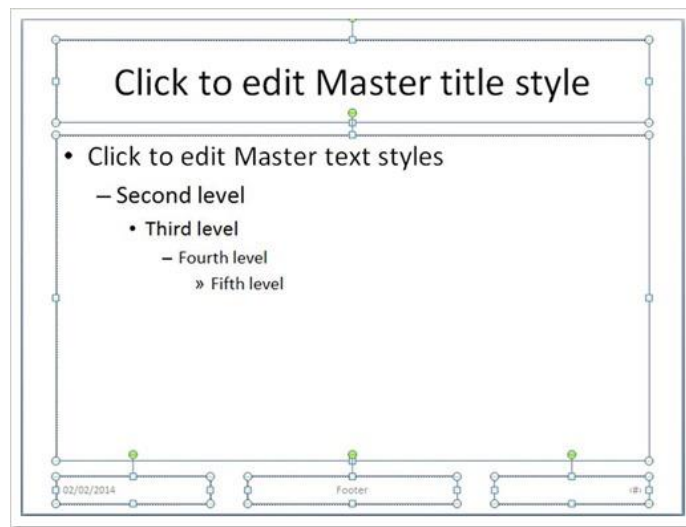 Click to edit Master title style
• Click to edit Master text styles
– Second level
• Third level
– Fourth level
» Fifth level
02/02/2014
Footer
‹#›